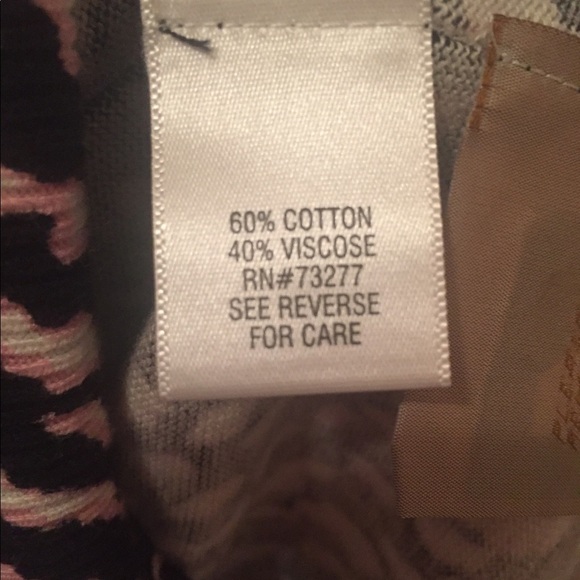 60% COTTON
40% VISCOSE
RN#73277
SEE REVERSE
FOR CARE